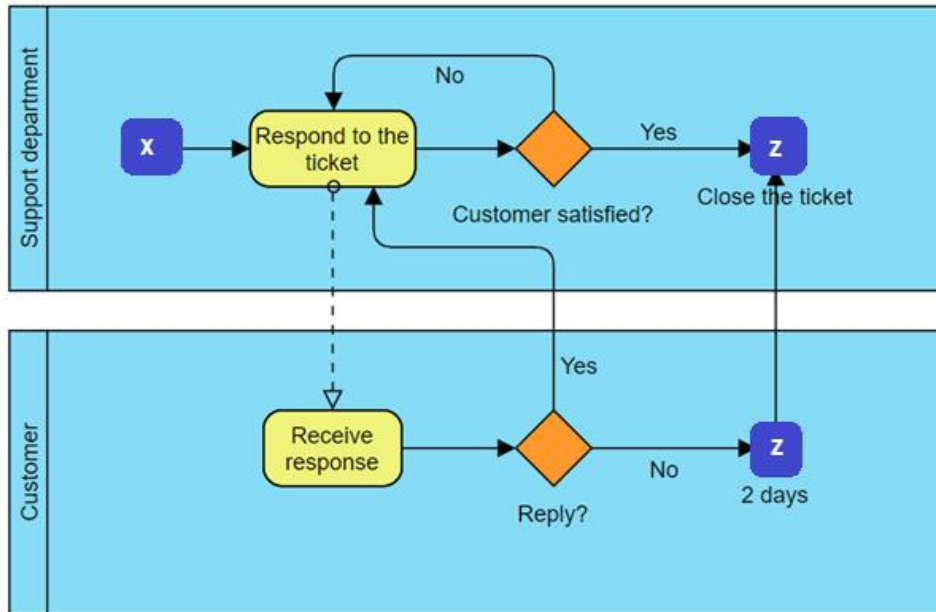 Support department
No
X
Respond to the
ticket
Yes
Z
Customer satisfied?
Close the ticket
Customer
Yes
Receive
response
No
Z
Reply?
2 days